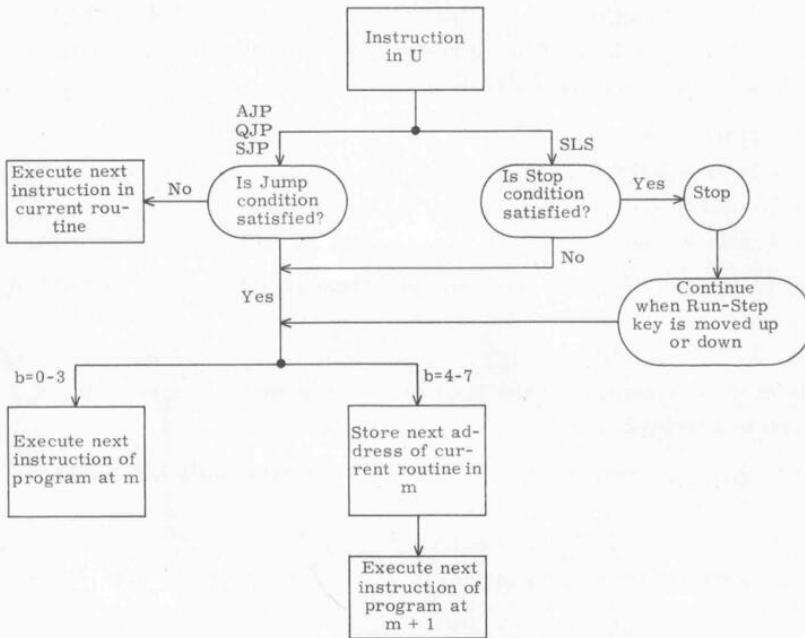 Instruction
in U
AJP
QJP
SJP
SLS
Execute next
instruction in
current rou-
tine
No
Is Jump
condition
satisfied?
Is Stop
condition
satisfied?
Yes
Stop
No
Yes
Continue
when Run-Step
key is moved up
or down
b=0-3
b=4-7
Execute next
instruction of
program at m
Store next ad-
dress of cur-
rent routine in
m
Execute next
instruction of
program at
m + 1